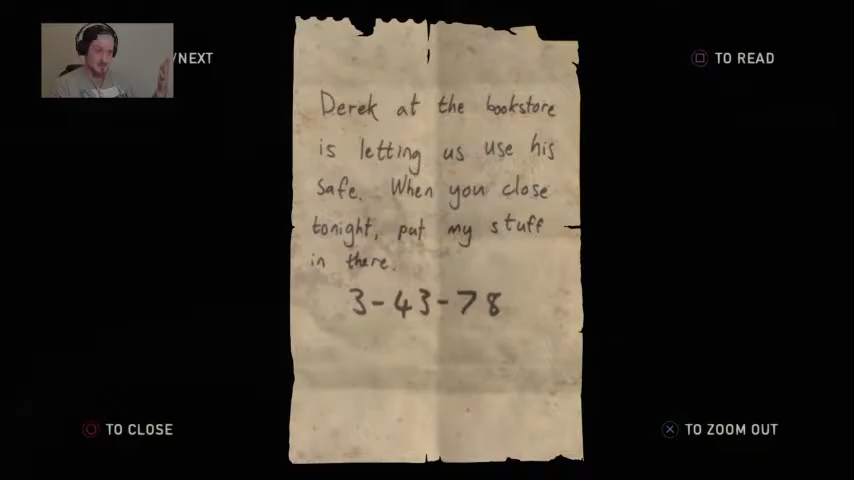 /NEXT
TO READ
Derek at the bookstore
is letting us use his
safe. When you close
tonight, put my stuff
in there.
3-43-78
TO CLOSE
TO ZOOM OUT